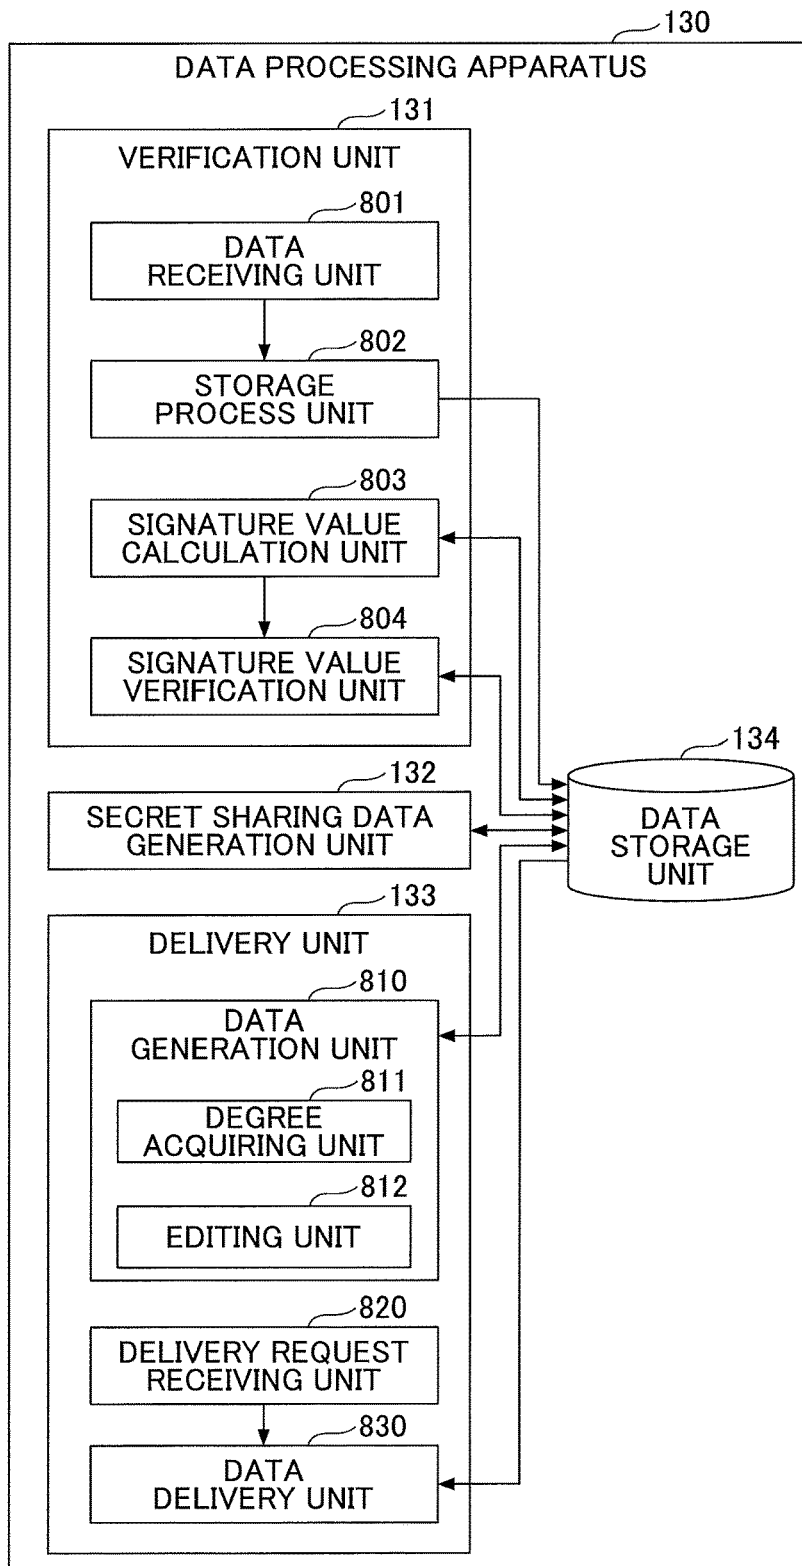 130
DATA PROCESSING APPARATUS
131
VERIFICATION UNIT
801
DATA
RECEIVING UNIT
802
STORAGE
PROCESS UNIT
803
SIGNATURE VALUE
CALCULATION UNIT
804
SIGNATURE VALUE
VERIFICATION UNIT
134
DATA
STORAGE
UNIT
132
SECRET SHARING DATA
GENERATION UNIT
133
DELIVERY UNIT
810
DATA
GENERATION UNIT
811
DEGREE
ACQUIRING UNIT
812
EDITING UNIT
820
DELIVERY REQUEST
RECEIVING UNIT
830
DATA
DELIVERY UNIT